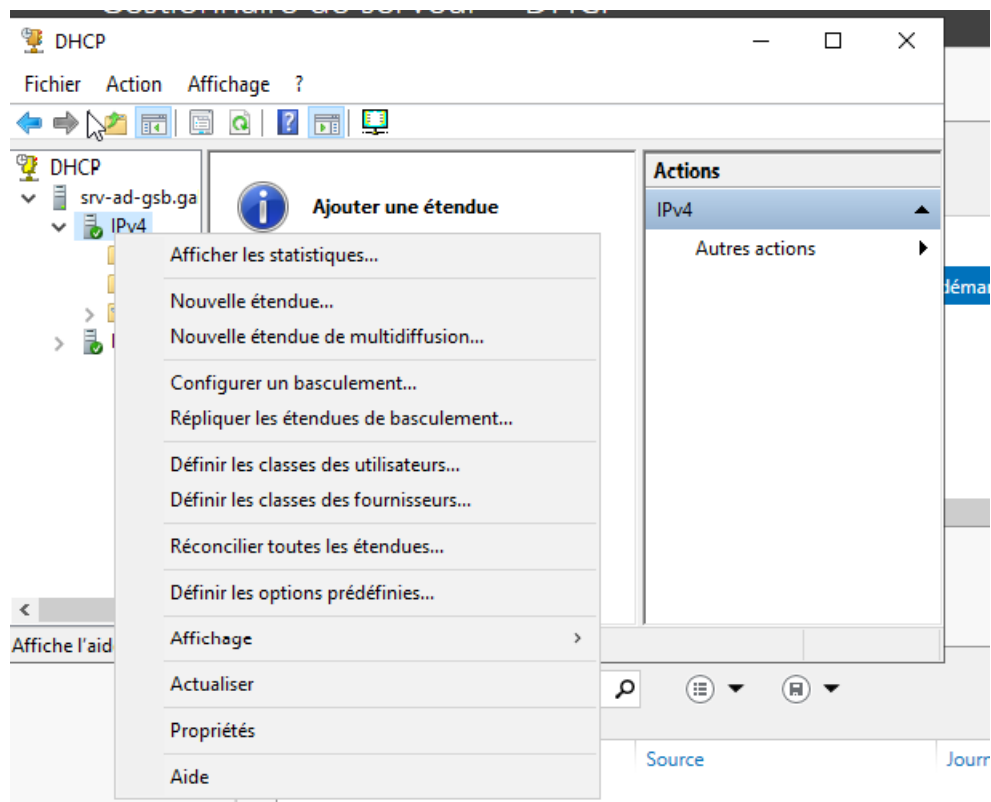 DHCP
Fichier Action Affichage ?
DHCP
srv-ad-gsb.ga
IPv4
Ajouter une étendue
Actions
IPv4
Autres actions
Afficher les statistiques...
Nouvelle étendue...
Nouvelle étendue de multidiffusion...
Configurer un basculement...
Répliquer les étendues de basculement...
Définir les classes des utilisateurs...
Définir les classes des fournisseurs...
Réconcilier toutes les étendues...
Définir les options prédéfinies...
Affichage
Actualiser
Propriétés
Aide
Affiche l'aid
Source